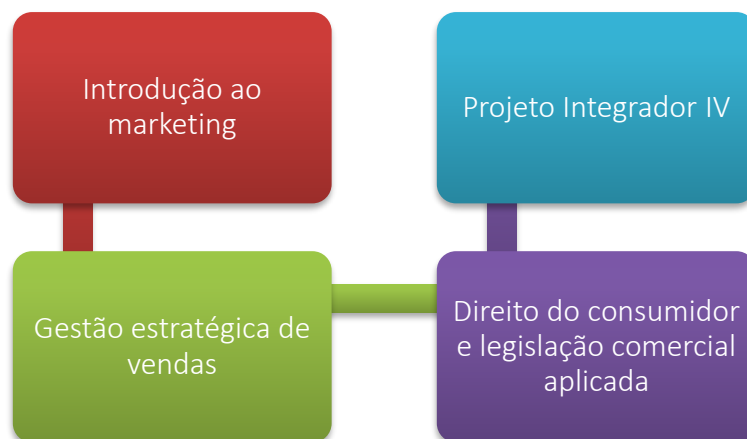 Introdução ao
marketing
Gestão estratégica de
vendas
Direito do consumidor
e legislação comercial
aplicada
Projeto Integrador IV